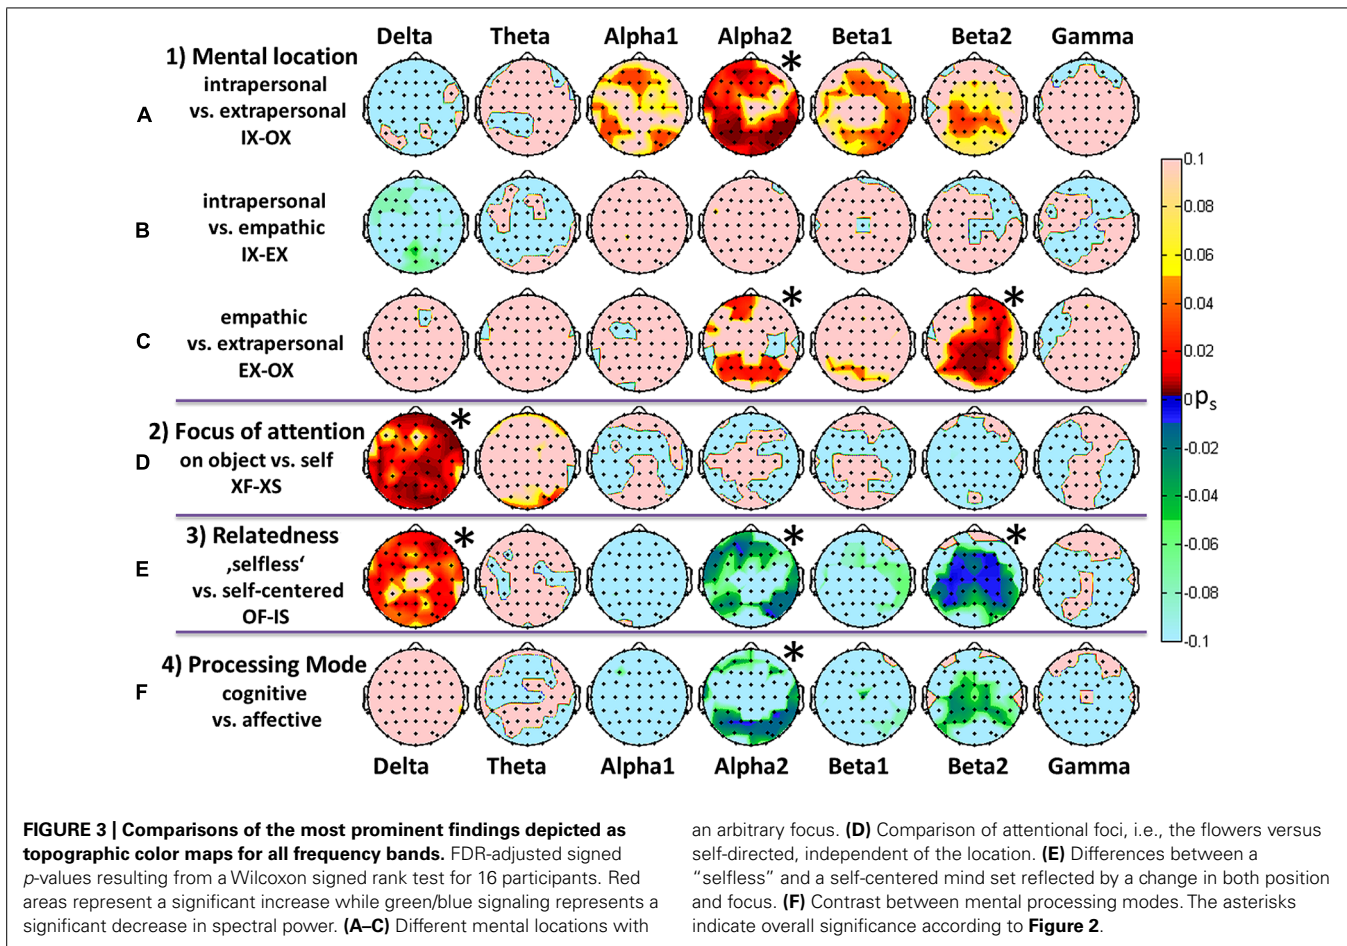 Delta Theta Alpha1 Alpha2 Beta1 Beta2 Gamma
1) Mental location
intrapersonal
vs. extrapersonal
IX-OX
A
*
intrapersonal
vs. empathic
IX-EX
B
empathic
vs. extrapersonal
EX-OX
C
* *
2) Focus of attention
on object vs. self
XF-XS
D
*
3) Relatedness
‚selfless‘
vs. self-centered
OF-IS
E
* * *
4) Processing Mode
cognitive
vs. affective
F
*
Delta Theta Alpha1 Alpha2 Beta1 Beta2 Gamma
0.1
0.08
0.06
0.04
0.02
0 ps
-0.02
-0.04
-0.06
-0.08
-0.1
FIGURE 3 | Comparisons of the most prominent findings depicted as
topographic color maps for all frequency bands. FDR-adjusted signed
p-values resulting from a Wilcoxon signed rank test for 16 participants. Red
areas represent a significant increase while green/blue signaling represents a
significant decrease in spectral power. (A–C) Different mental locations with
an arbitrary focus. (D) Comparison of attentional foci, i.e., the flowers versus
self-directed, independent of the location. (E) Differences between a
“selfless” and a self-centered mind set reflected by a change in both position
and focus. (F) Contrast between mental processing modes. The asterisks
indicate overall significance according to Figure 2.